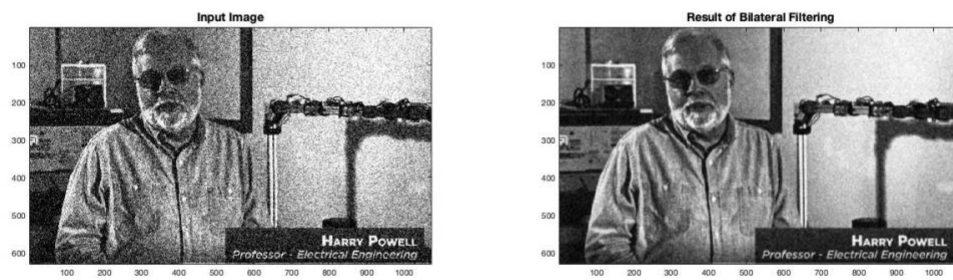 Input Image
100
200
300
400
500
600
100 200 300 400 500 600 700 800 900 1000
HARRY POWELL
Professor - Electrical Engineering
Result of Bilateral Filtering
100
200
300
400
500
600
100 200 300 400 500 600 700 800 900 1000
HARRY POWELL
Professor - Electrical Engineering